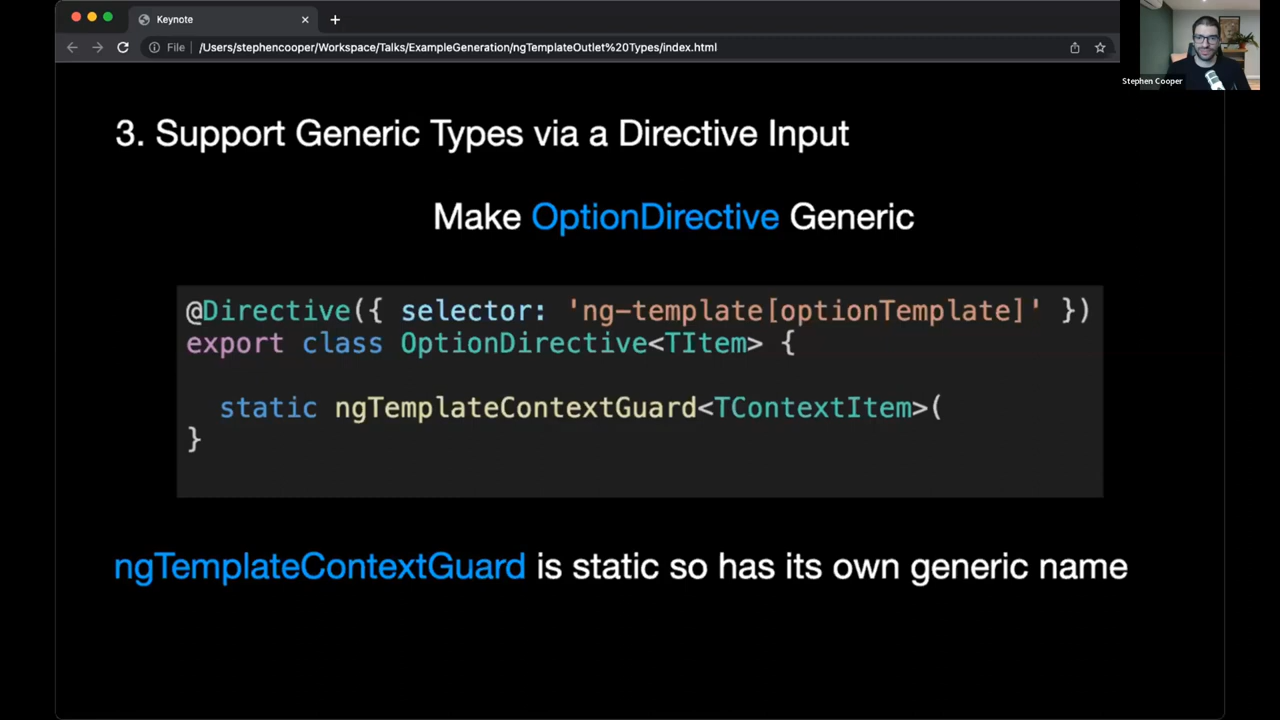 Keynote
File
/Users/stephencooper/Workspace/Talks/ExampleGeneration/ngTemplateOutlet%20Types/index.html
Stephen Cooper
3. Support Generic Types via a Directive Input
Make OptionDirective Generic
@Directive({ selector: 'ng-template[optionTemplate]' })
export class OptionDirective<TItem> {
static ngTemplateContextGuard<TContextItem>(
}
ngTemplateContextGuard is static so has its own generic name